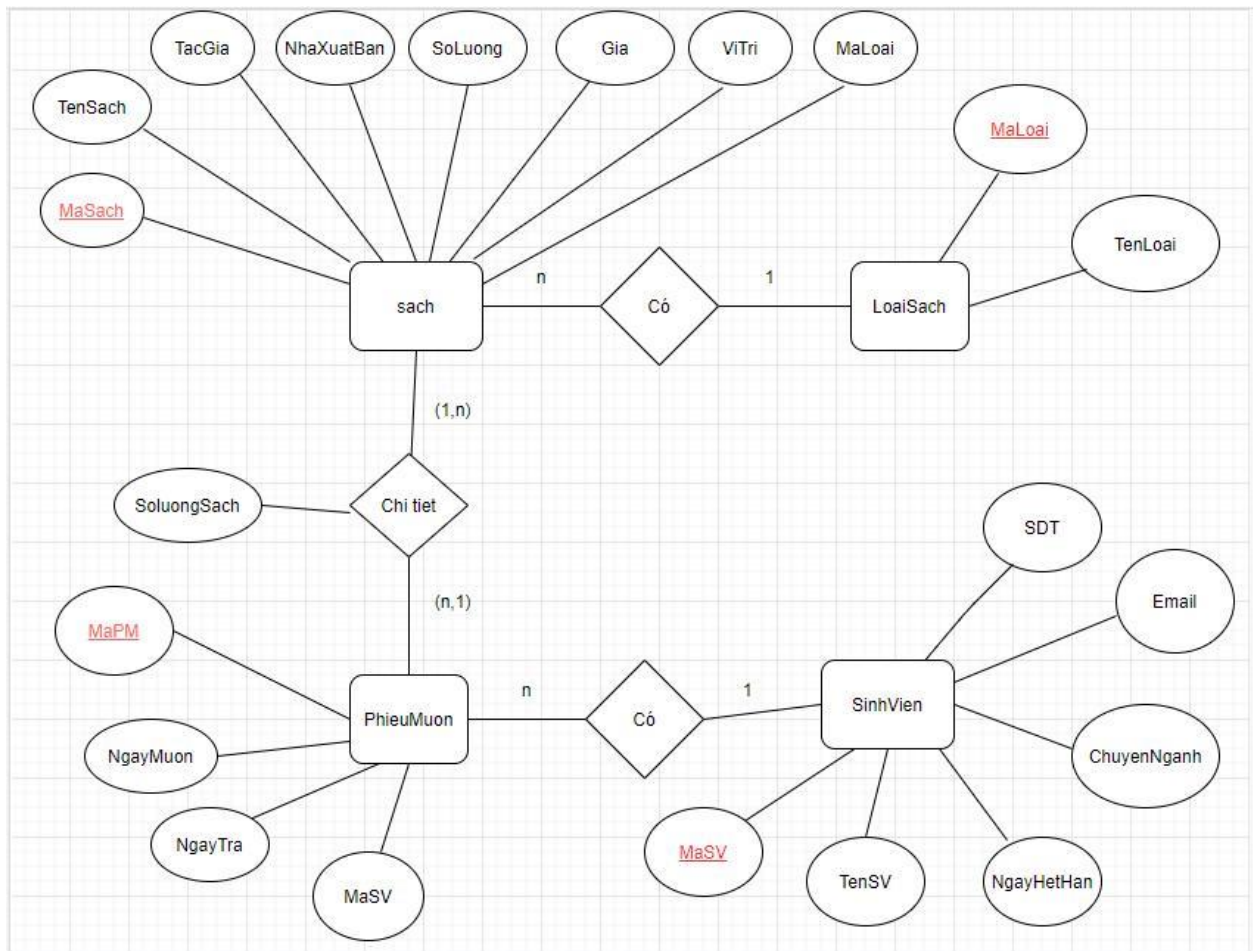 TacGia
NhaXuatBan
SoLuong
Gia
ViTri
MaLoai
TenSach
MaLoai
MaSach
TenLoai
n
1
sach
Có
LoaiSach
(1,n)
SoluongSach
Chi tiet
SDT
(n,1)
Email
MaPM
n
1
PhieuMuon
Có
SinhVien
NgayMuon
ChuyenNganh
NgayTra
MaSV
MaSV
TenSV
NgayHetHan